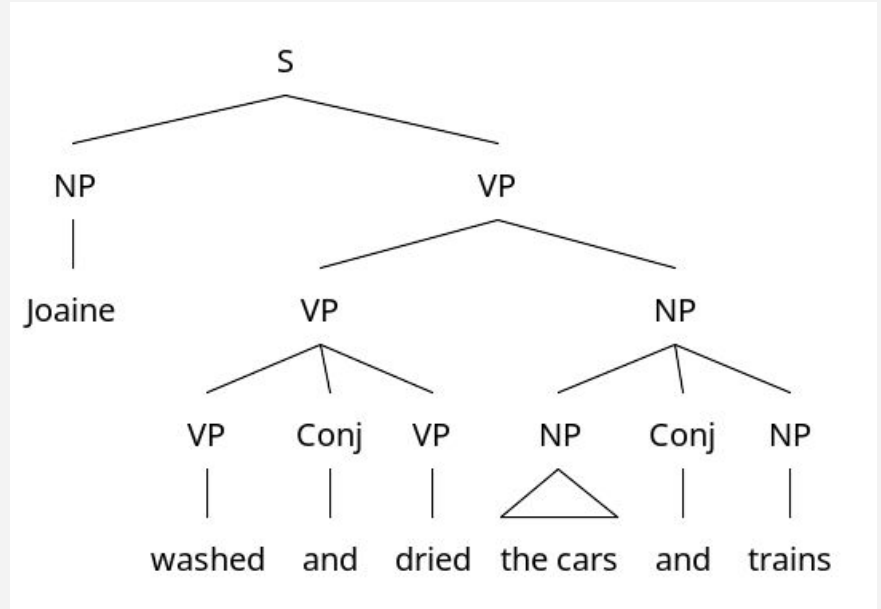 S
NP VP
Joaine VP NP
VP Conj VP NP Conj NP
washed and dried the cars and trains